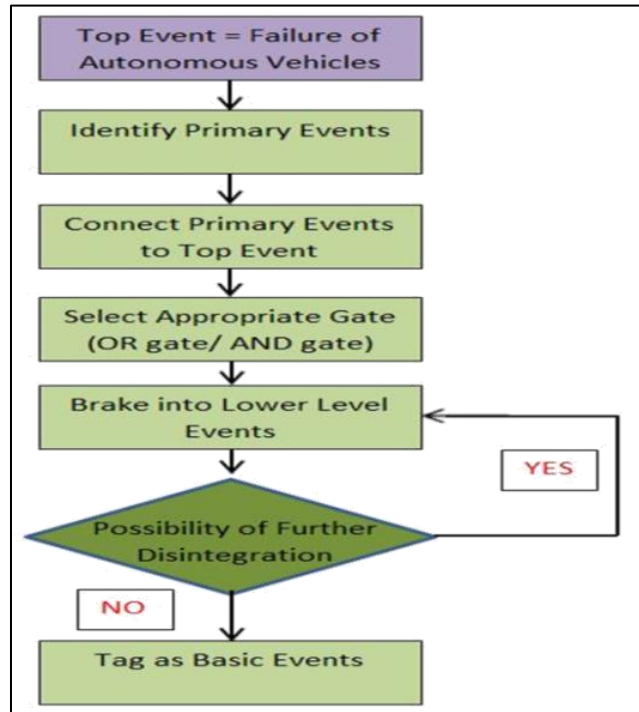 Top Event = Failure of
Autonomous Vehicles
Identify Primary Events
Connect Primary Events
to Top Event
Select Appropriate Gate
(OR gate/ AND gate)
Brake into Lower Level
Events
YES
Possibility of Further
Disintegration
NO
Tag as Basic Events